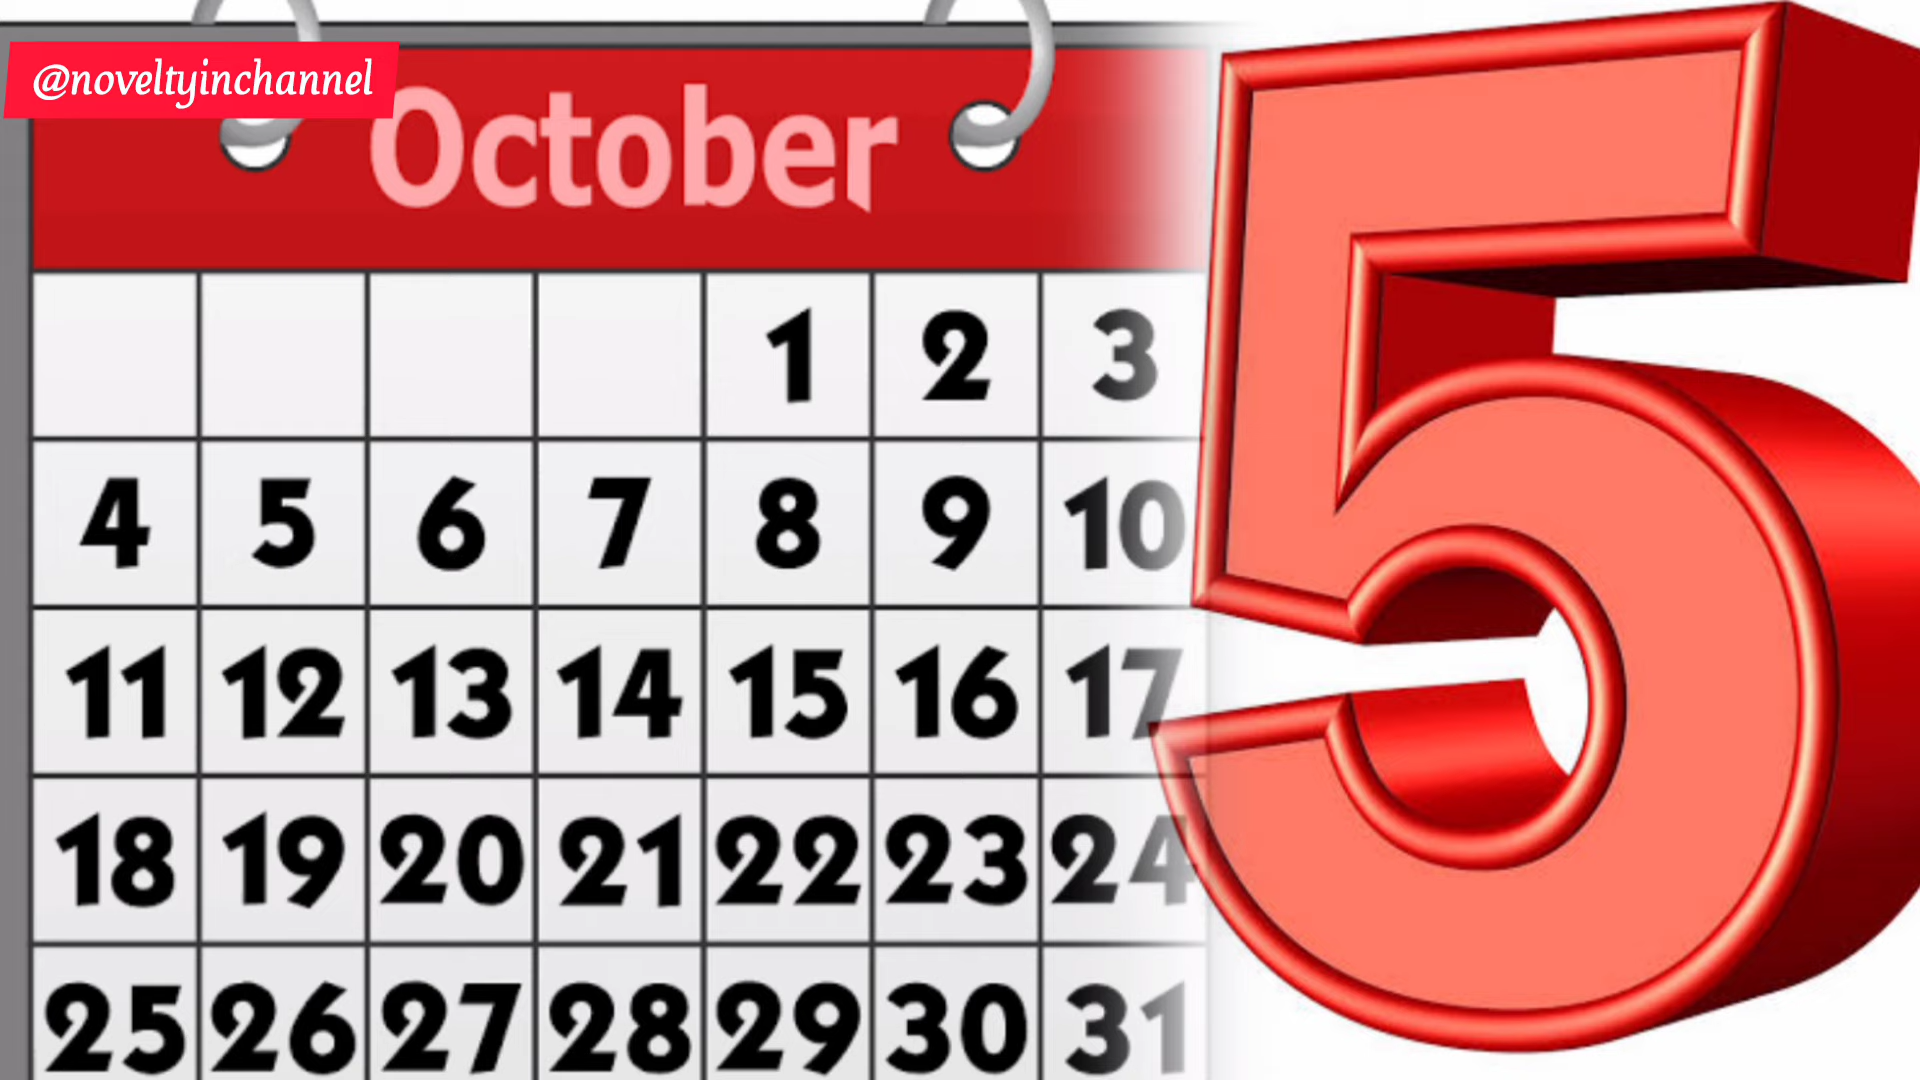 @noveltyinchannel
October
1 2 3
4 5 6 7 8 9 10
11 12 13 14 15 16 17
18 19 20 21 22 23 24
25 26 27 28 29 30 31
5